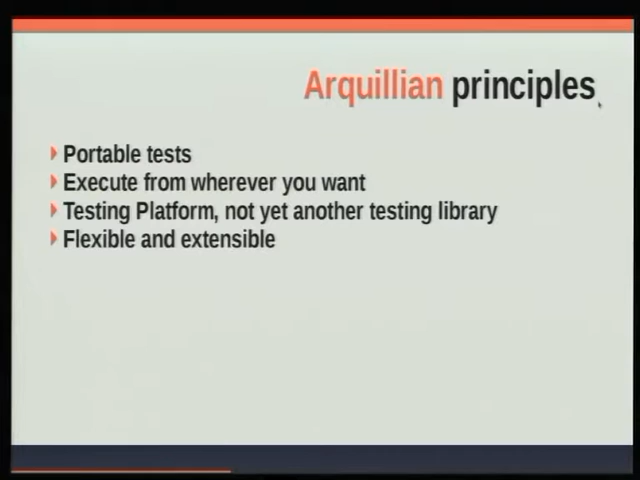 Arquillian principles
Portable tests
Execute from wherever you want
Testing Platform, not yet another testing library
Flexible and extensible